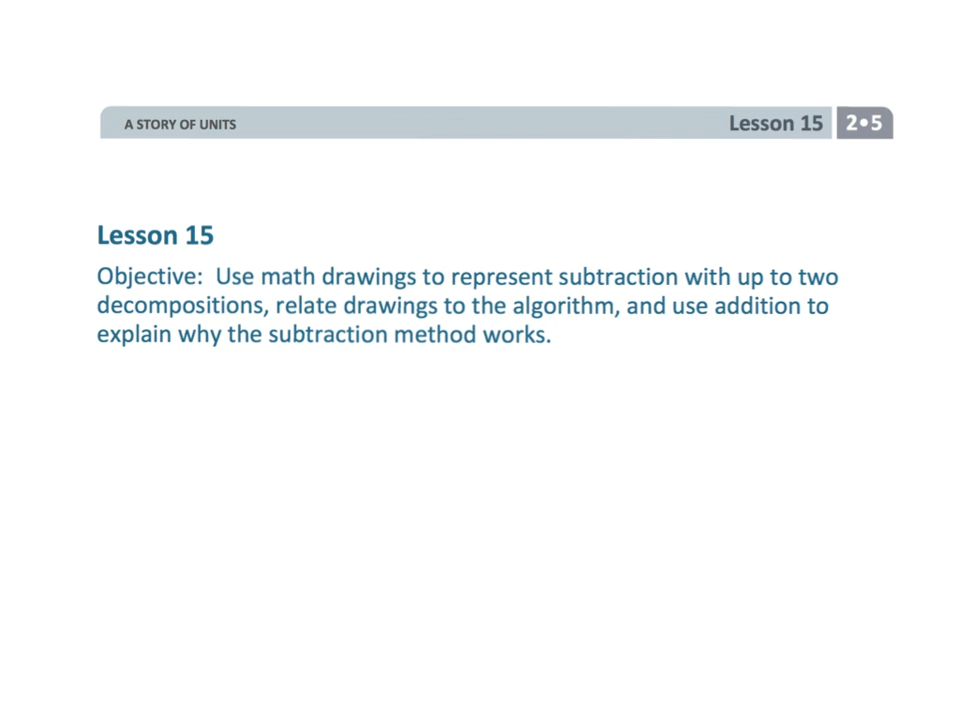 A STORY OF UNITS
Lesson 15 2•5
Lesson 15
Objective: Use math drawings to represent subtraction with up to two
decompositions, relate drawings to the algorithm, and use addition to
explain why the subtraction method works.